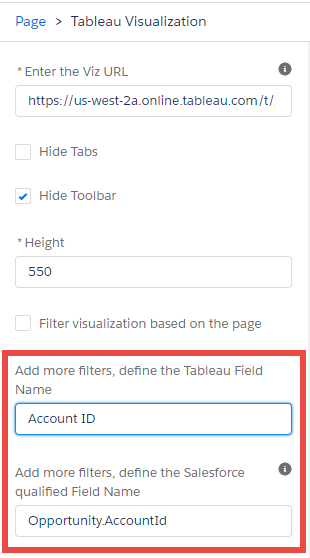 Page > Tableau Visualization
* Enter the Viz URL
https://us-west-2a.online.tableau.com/t/
Hide Tabs
Hide Toolbar
* Height
550
Filter visualization based on the page
Add more filters, define the Tableau Field
Name
Account ID
Add more filters, define the Salesforce
qualified Field Name
Opportunity.AccountId